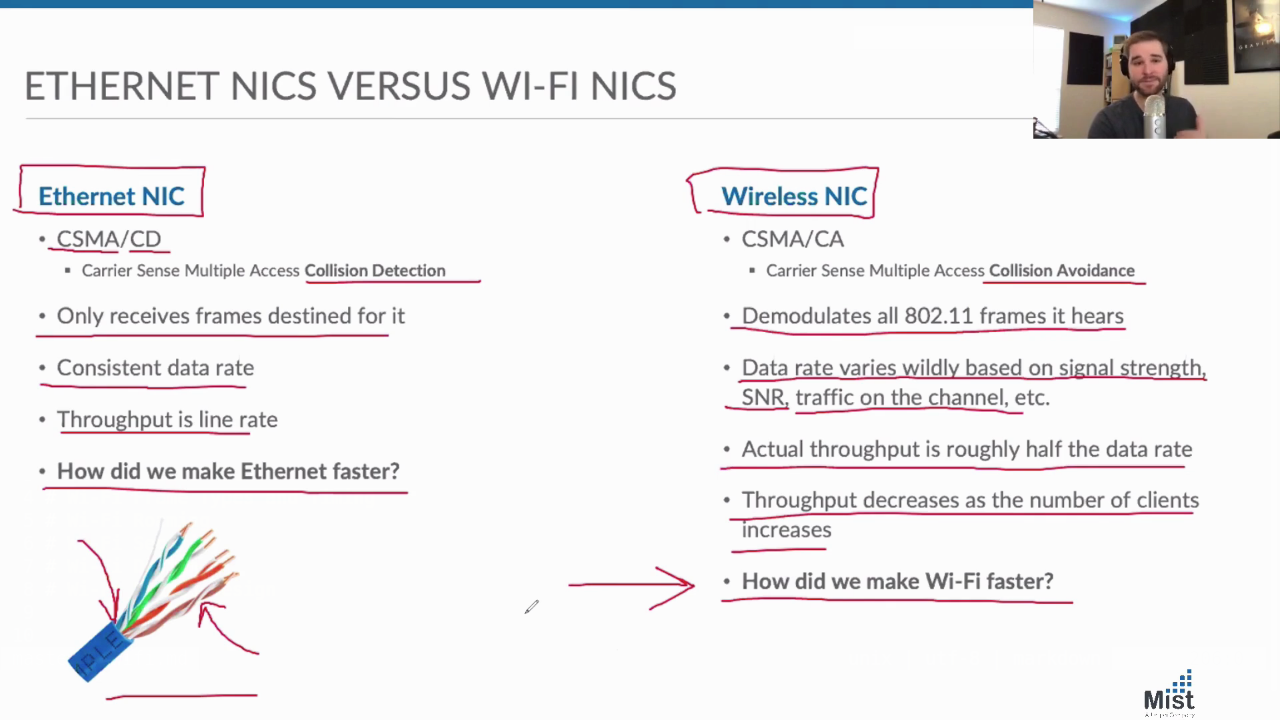 ETHERNET NICS VERSUS WI-FI NICS
Ethernet NIC
• CSMA/CD
▪ Carrier Sense Multiple Access Collision Detection
• Only receives frames destined for it
• Consistent data rate
• Throughput is line rate
• How did we make Ethernet faster?
Wireless NIC
• CSMA/CA
▪ Carrier Sense Multiple Access Collision Avoidance
• Demodulates all 802.11 frames it hears
• Data rate varies wildly based on signal strength,
SNR, traffic on the channel, etc.
• Actual throughput is roughly half the data rate
• Throughput decreases as the number of clients
increases
• How did we make Wi-Fi faster?
Mist